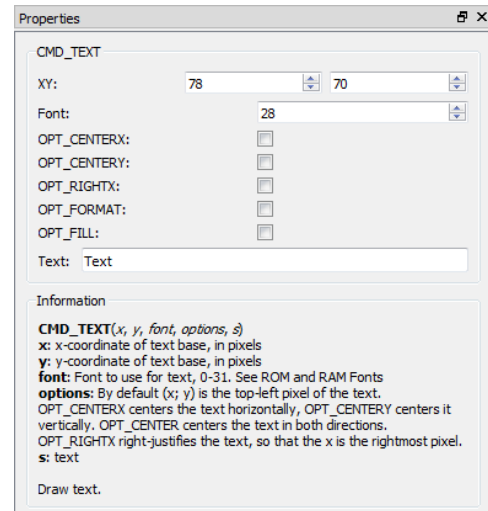 Properties
CMD_TEXT
XY: 78 70
Font: 28
OPT_CENTERX:
OPT_CENTERY:
OPT_RIGHTX:
OPT_FORMAT:
OPT_FILL:
Text: Text
Information
CMD_TEXT(x, y, font, options, s)
x: x-coordinate of text base, in pixels
y: y-coordinate of text base, in pixels
font: Font to use for text, 0-31. See ROM and RAM Fonts
options: By default (x; y) is the top-left pixel of the text.
OPT_CENTERX centers the text horizontally, OPT_CENTERY centers it
vertically. OPT_CENTER centers the text in both directions.
OPT_RIGHTX right-justifies the text, so that the x is the rightmost pixel.
s: text
Draw text.